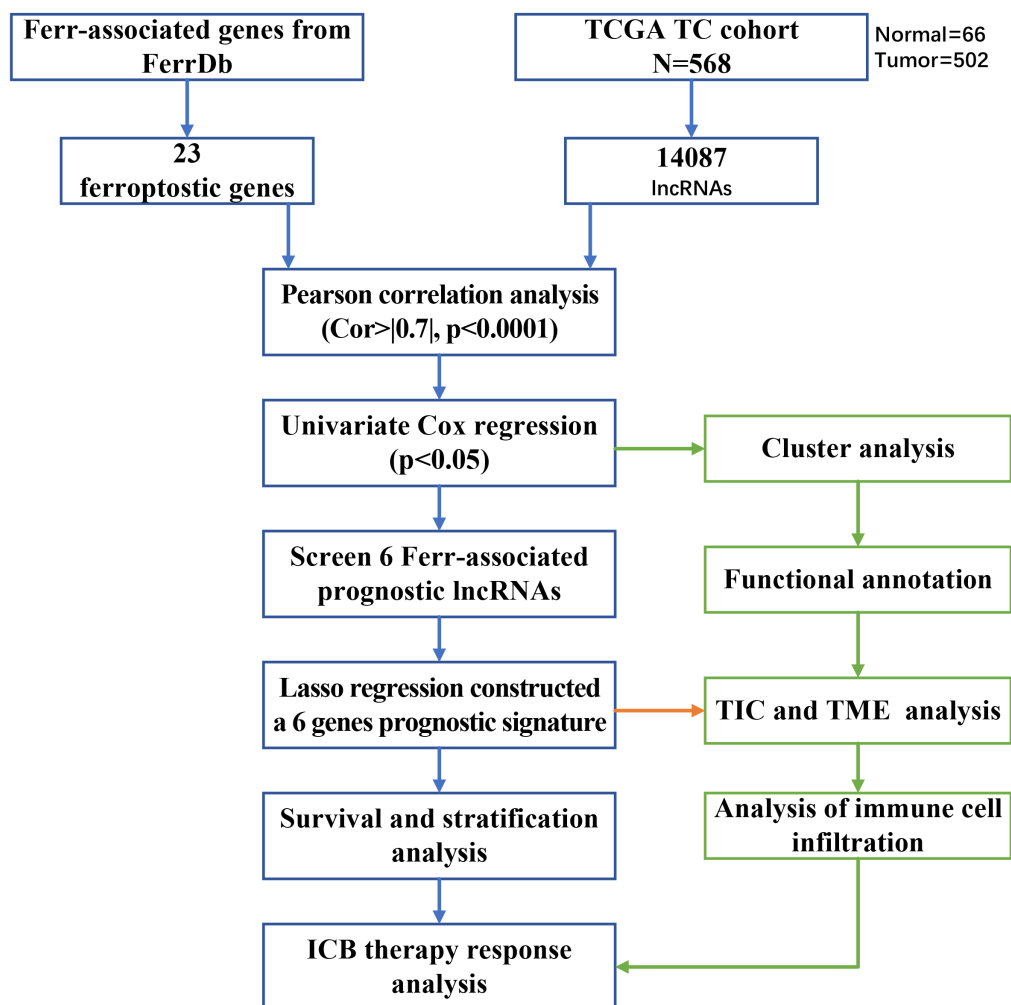 Ferr-associated genes from
FerrDb
TCGA TC cohort
N=568
Normal=66
Tumor=502
23
ferroptostic genes
14087
lncRNAs
Pearson correlation analysis
(Cor>|0.7|, p<0.0001)
Univariate Cox regression
(p<0.05)
Cluster analysis
Screen 6 Ferr-associated
prognostic lncRNAs
Functional annotation
Lasso regression constructed
a 6 genes prognostic signature
TIC and TME analysis
Survival and stratification
analysis
Analysis of immune cell
infiltration
ICB therapy response
analysis